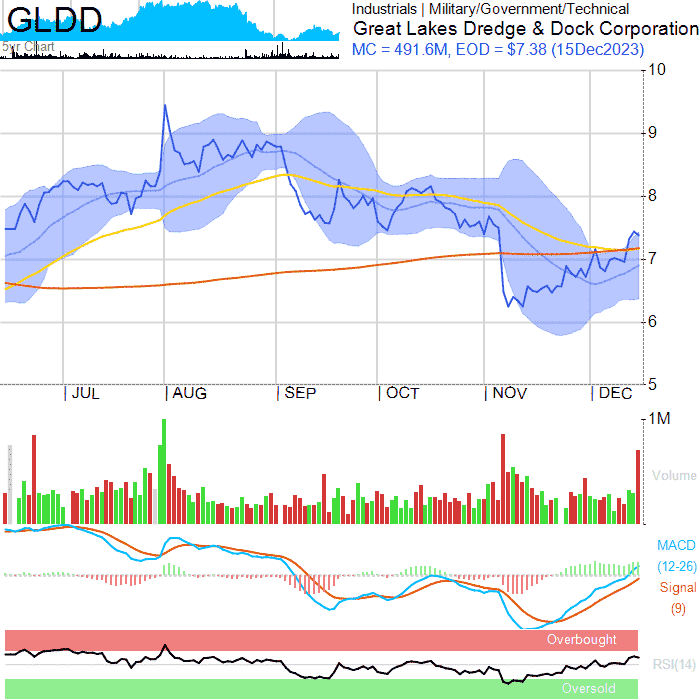 GLDD
5yr Chart
Industrials | Military/Government/Technical
Great Lakes Dredge & Dock Corporation
MC = 491.6M, EOD = $7.38 (15Dec2023)
10
9
8
7
6
5
| JUL | AUG | SEP | OCT | NOV | DEC
1M
Volume
MACD
(12-26)
Signal
(9)
Overbought
RSI(14)
Oversold